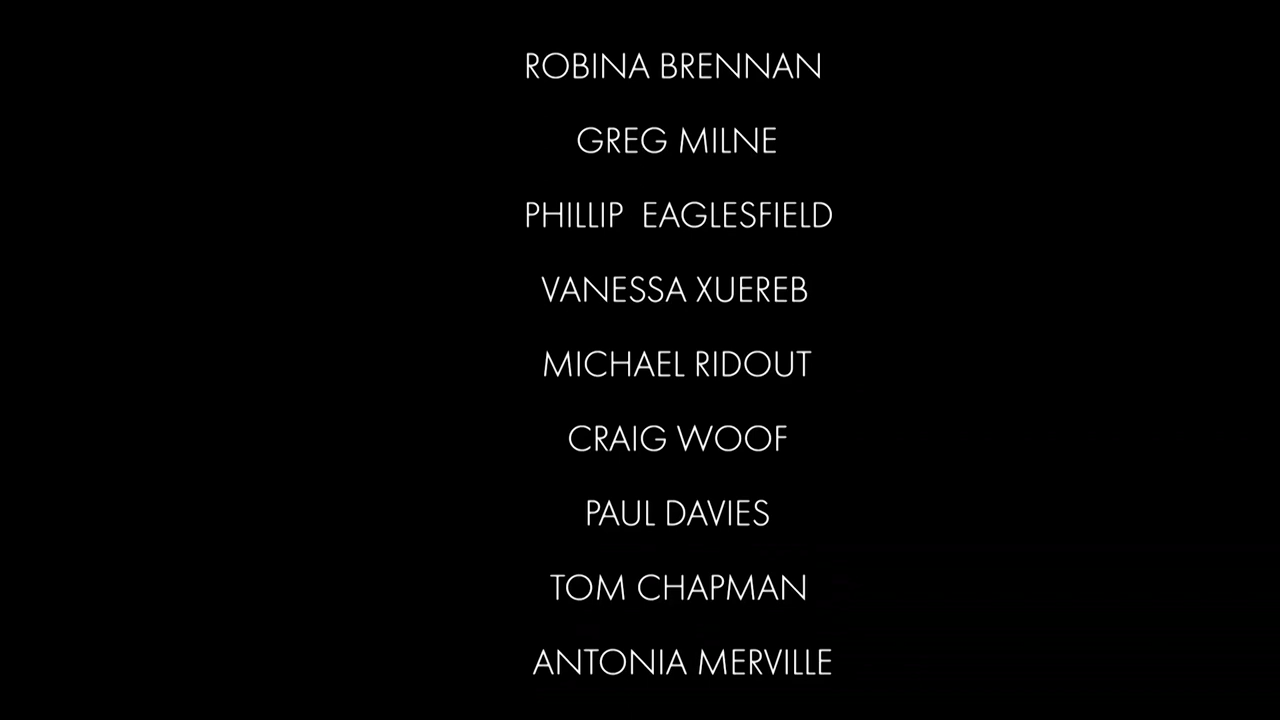 ROBINA BRENNAN
GREG MILNE
PHILLIP  EAGLESFIELD
VANESSA XUEREB
MICHAEL RIDOUT
CRAIG WOOF
PAUL DAVIES
TOM CHAPMAN
ANTONIA MERVILLE